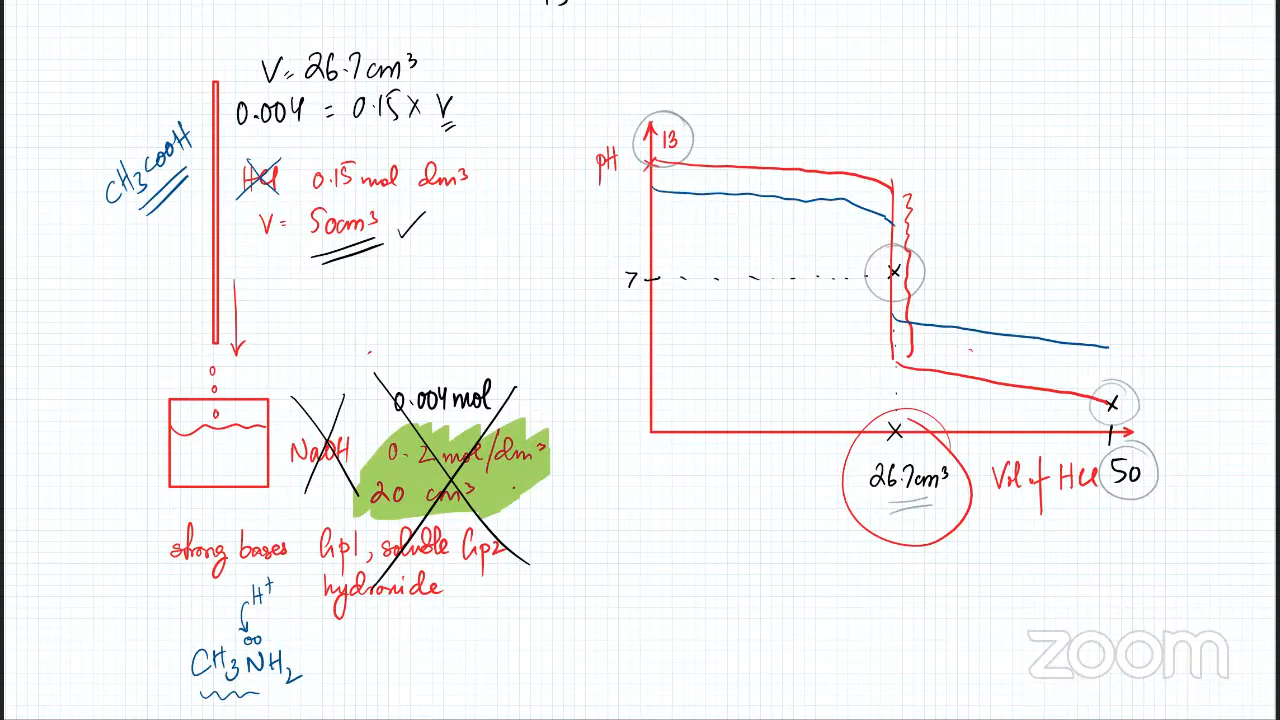 V = 26.7cm³
0.004 = 0.15 × V
CH₃COOH
HCl 0.15 mol dm³
V = 50cm³ ✓
0.004 mol
NaOH 0.2 mol/dm³
20 cm³
strong bases Gp1, soluble Gp2
hydroxide
H⁺
CH₃NH₂
pH
13
7
26.7cm³
Vol of HCl
50
zoom